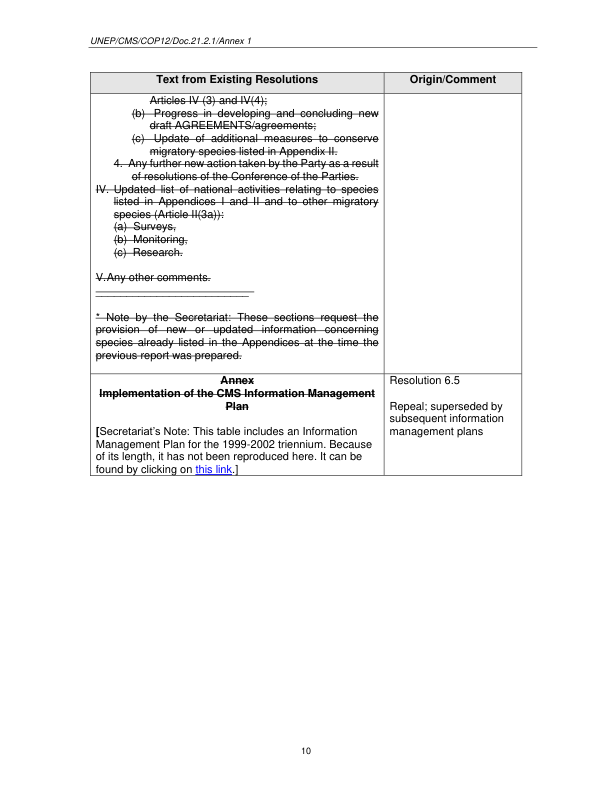 UNEP/CMS/COP12/Doc.21.2.1/Annex 1
Text from Existing Resolutions
Origin/Comment
Articles IV (3) and IV(4);
(b) Progress in developing and concluding new
draft AGREEMENTS/agreements;
(c) Update of additional measures to conserve
migratory species listed in Appendix II.
4. Any further new action taken by the Party as a result
of resolutions of the Conference of the Parties.
IV. Updated list of national activities relating to species
listed in Appendices I and II and to other migratory
species (Article II(3a)):
(a) Surveys,
(b) Monitoring,
(c) Research.
V.Any other comments.
* Note by the Secretariat: These sections request the
provision of new or updated information concerning
species already listed in the Appendices at the time the
previous report was prepared.
Annex
Implementation of the CMS Information Management
Plan
[Secretariat's Note: This table includes an Information
Management Plan for the 1999-2002 triennium. Because
of its length, it has not been reproduced here. It can be
found by clicking on this link.]
Resolution 6.5
Repeal; superseded by
subsequent information
management plans
10